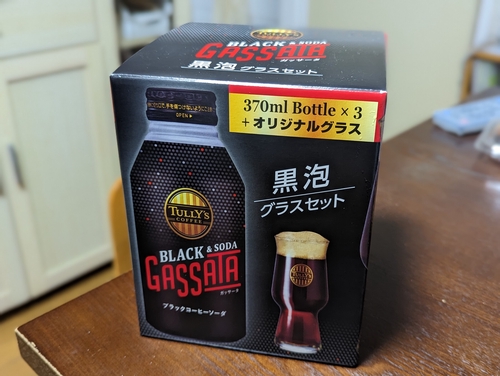 TULLY'S
COFFEE
BLACK & SODA
GASSATA
ガッサータ
黒泡グラスセット
370ml Bottle × 3
+ オリジナルグラス
OPEN▶
黒泡
グラスセット
TULLY'S
COFFEE
BLACK & SODA
GASSATA
ガッサータ
ブラックコーヒーソーダ